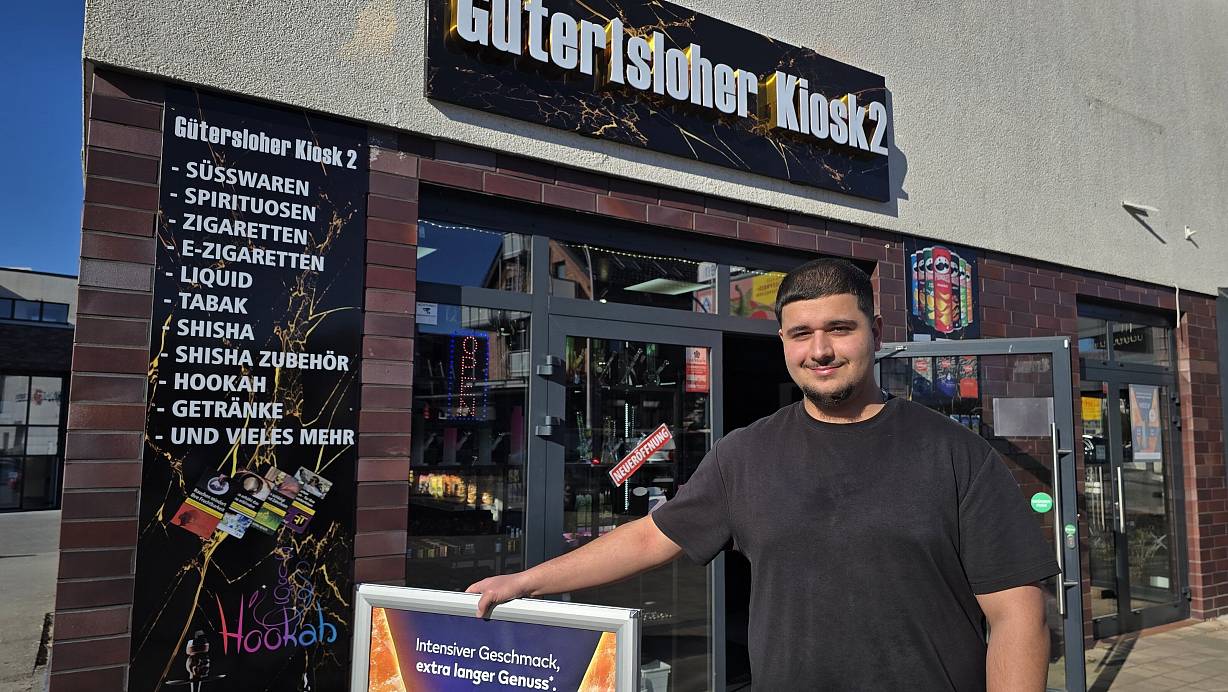 Gütersloher Kiosk2
Gütersloher Kiosk 2
- SÜSSWAREN
- SPIRITUOSEN
- ZIGARETTEN
- E-ZIGARETTEN
- LIQUID
- TABAK
- SHISHA
- SHISHA ZUBEHÖR
- HOOKAH
- GETRÄNKE
- UND VIELES MEHR
Hookah
OPEN
NEUERÖFFNUNG
Intensiver Geschmack,
extra langer Genuss*.